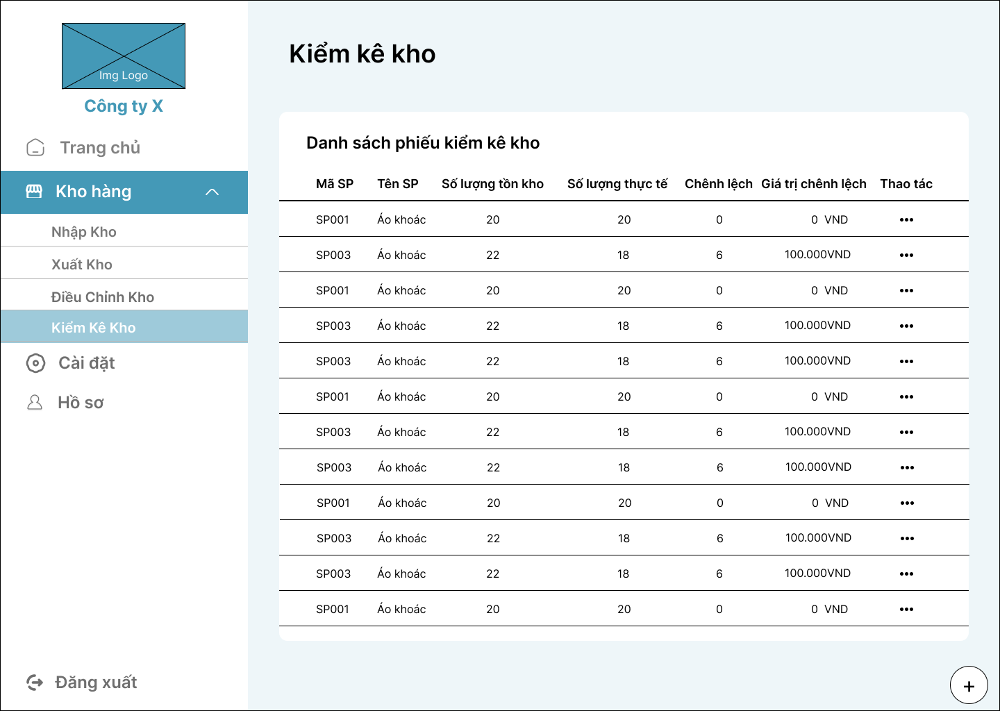 Img Logo
Công ty X
Trang chủ
Kho hàng
Nhập Kho
Xuất Kho
Điều Chỉnh Kho
Kiểm Kê Kho
Cài đặt
Hồ sơ
Đăng xuất
Kiểm kê kho
Danh sách phiếu kiểm kê kho
Mã SP Tên SP Số lượng tồn kho Số lượng thực tế Chênh lệch Giá trị chênh lệch Thao tác
SP001 Áo khoác 20 20 0 0 VND •••
SP003 Áo khoác 22 18 6 100.000VND •••
SP001 Áo khoác 20 20 0 0 VND •••
SP003 Áo khoác 22 18 6 100.000VND •••
SP003 Áo khoác 22 18 6 100.000VND •••
SP001 Áo khoác 20 20 0 0 VND •••
SP003 Áo khoác 22 18 6 100.000VND •••
SP003 Áo khoác 22 18 6 100.000VND •••
SP001 Áo khoác 20 20 0 0 VND •••
SP003 Áo khoác 22 18 6 100.000VND •••
SP003 Áo khoác 22 18 6 100.000VND •••
SP001 Áo khoác 20 20 0 0 VND •••
+